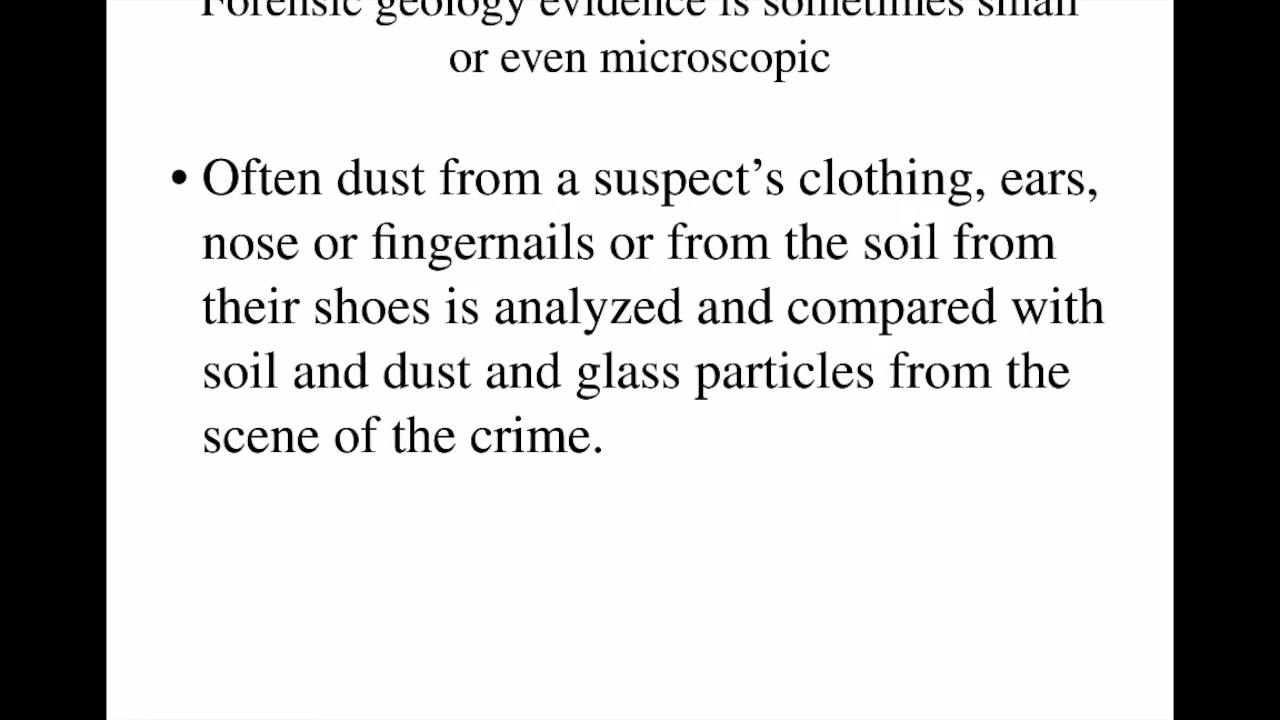 Forensic geology evidence is sometimes small
or even microscopic
• Often dust from a suspect’s clothing, ears,
nose or fingernails or from the soil from
their shoes is analyzed and compared with
soil and dust and glass particles from the
scene of the crime.